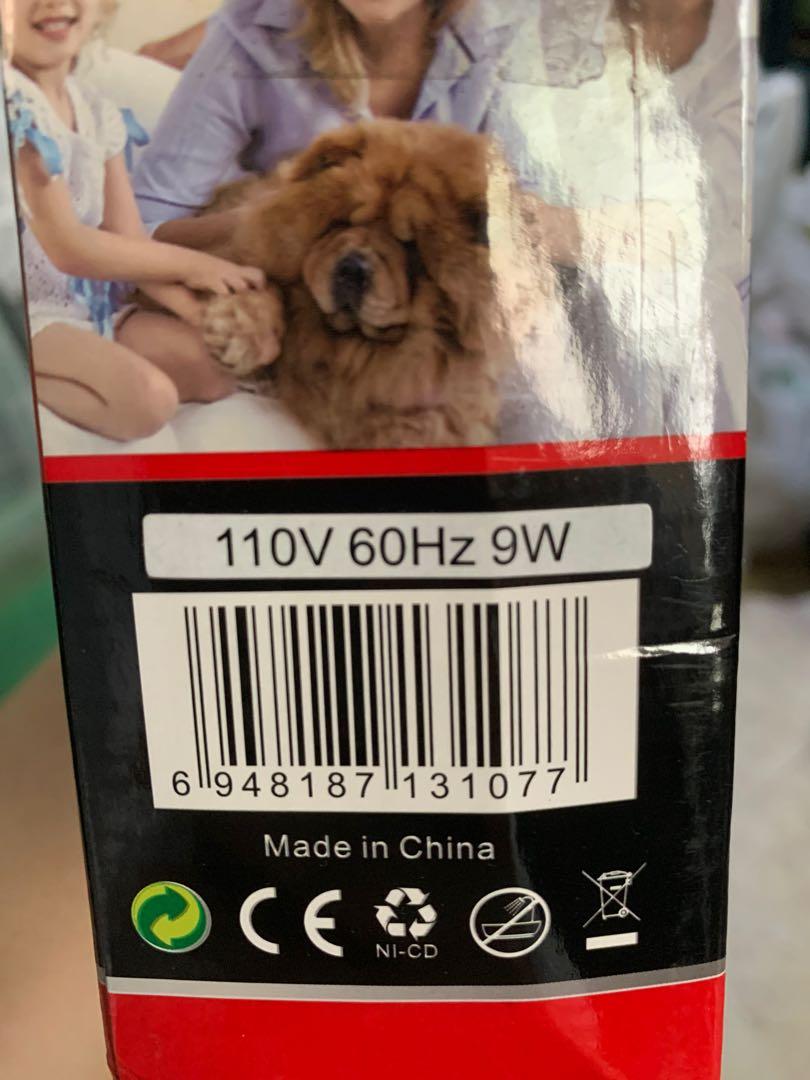 110V 60Hz 9W
6 948187 131077
Made in China
CE
NI-CD